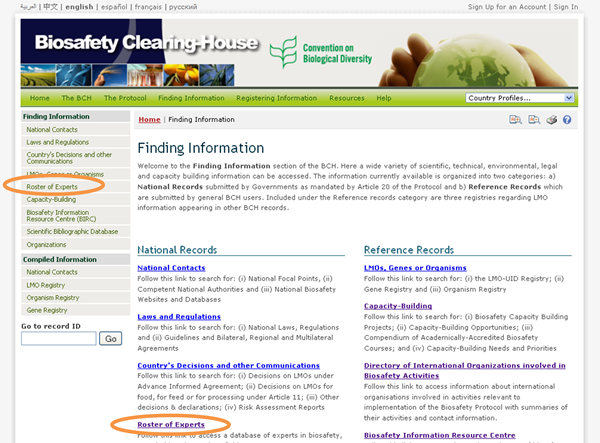 العربية | 中文 | english | español | français | русский
Sign Up for an Account | Sign In
Biosafety Clearing-House
Convention on
Biological Diversity
Home The BCH The Protocol Finding Information Registering Information Resources Help
Country Profiles...
Finding Information
National Contacts
Laws and Regulations
Country's Decisions and other
Communications
LMOs, Genes or Organisms
Roster of Experts
Capacity-Building
Biosafety Information
Resource Centre (BIRC)
Scientific Bibliographic Database
Organizations
Compiled Information
National Contacts
LMO Registry
Organism Registry
Gene Registry
Go to record ID
Go
Home | Finding Information
Finding Information
Welcome to the Finding Information section of the BCH. Here a wide variety of scientific, technical, environmental, legal
and capacity building information can be accessed. The information currently available is organized into two categories: a)
National Records submitted by Governments as mandated by Article 20 of the Protocol and b) Reference Records which
are submitted by general BCH users. Included under the Reference Records category are three registries regarding LMO
information appearing in other BCH records.
National Records
National Contacts
Follow this link to search for: (i) National Focal Points, (ii)
Competent National Authorities and (iii) National Biosafety
Websites and Databases
Laws and Regulations
Follow this link to search for: (i) National Laws, Regulations
and (ii) Guidelines and Bilateral, Regional and Multilateral
Agreements
Country's Decisions and other Communications
Follow this link to search for: (i) Decisions on LMOs under
Advance Informed Agreement; (ii) Decisions on LMOs for
food, for feed or for processing under Article 11; (iii) Other
decisions & declarations; (iv) Risk Assessment Reports
Roster of Experts
Follow this link to access a database of experts in biosafety,
Reference Records
LMOs, Genes or Organisms
Follow this link to search for: (i) the LMO-UID Registry; (ii)
Gene Registry and (iii) Organism Registry
Capacity-Building
Follow this link to search for: (i) Biosafety Capacity Building
Projects; (ii) Capacity-Building Opportunities; (iii)
Compendium of Academically-Accredited Biosafety
Courses; and (iv) Capacity-Building Needs and Priorities
Directory of International Organizations involved in
Biosafety Activities
Follow this link to access information about international
organisations involved in activities relevant to
implementation of the Biosafety Protocol with summaries of
their activities and contact information.
Biosafety Information Resource Centre